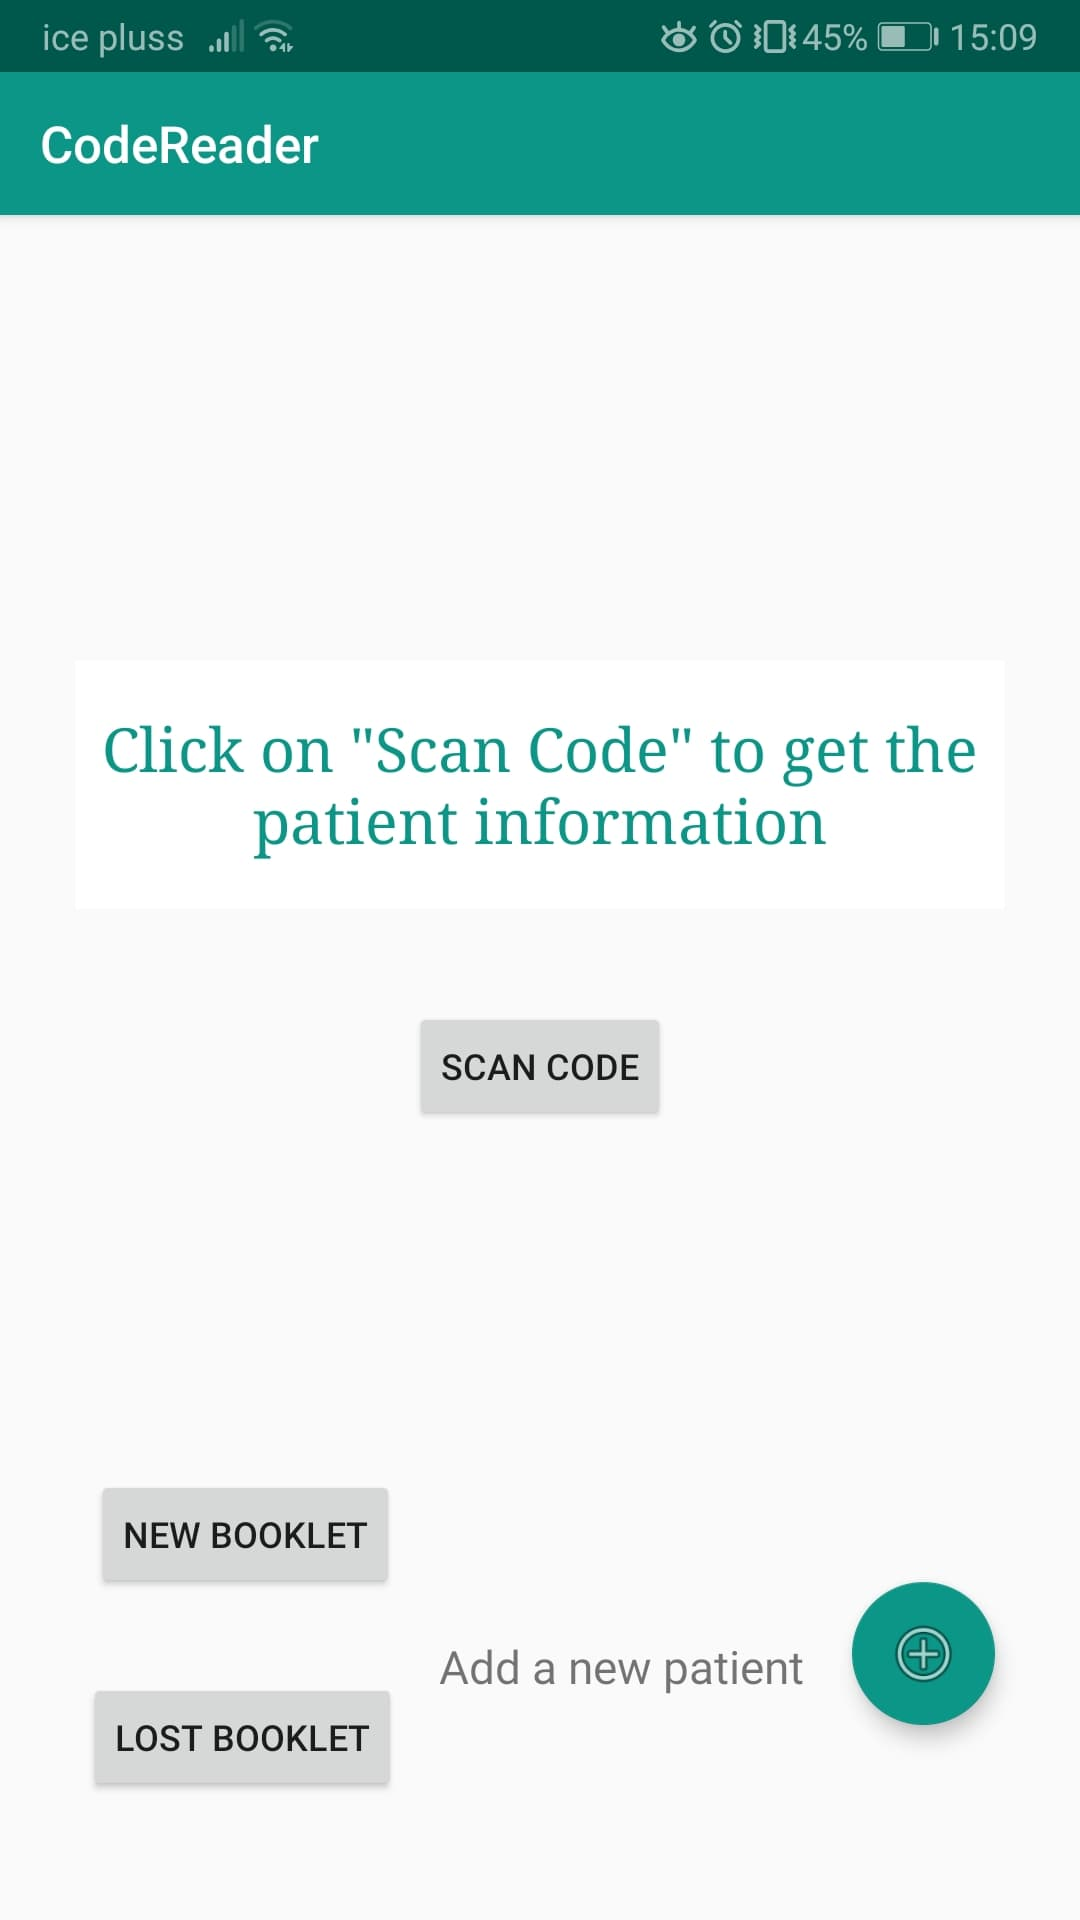 ice pluss 45% 15:09
CodeReader
Click on "Scan Code" to get the
patient information
SCAN CODE
NEW BOOKLET
Add a new patient
LOST BOOKLET